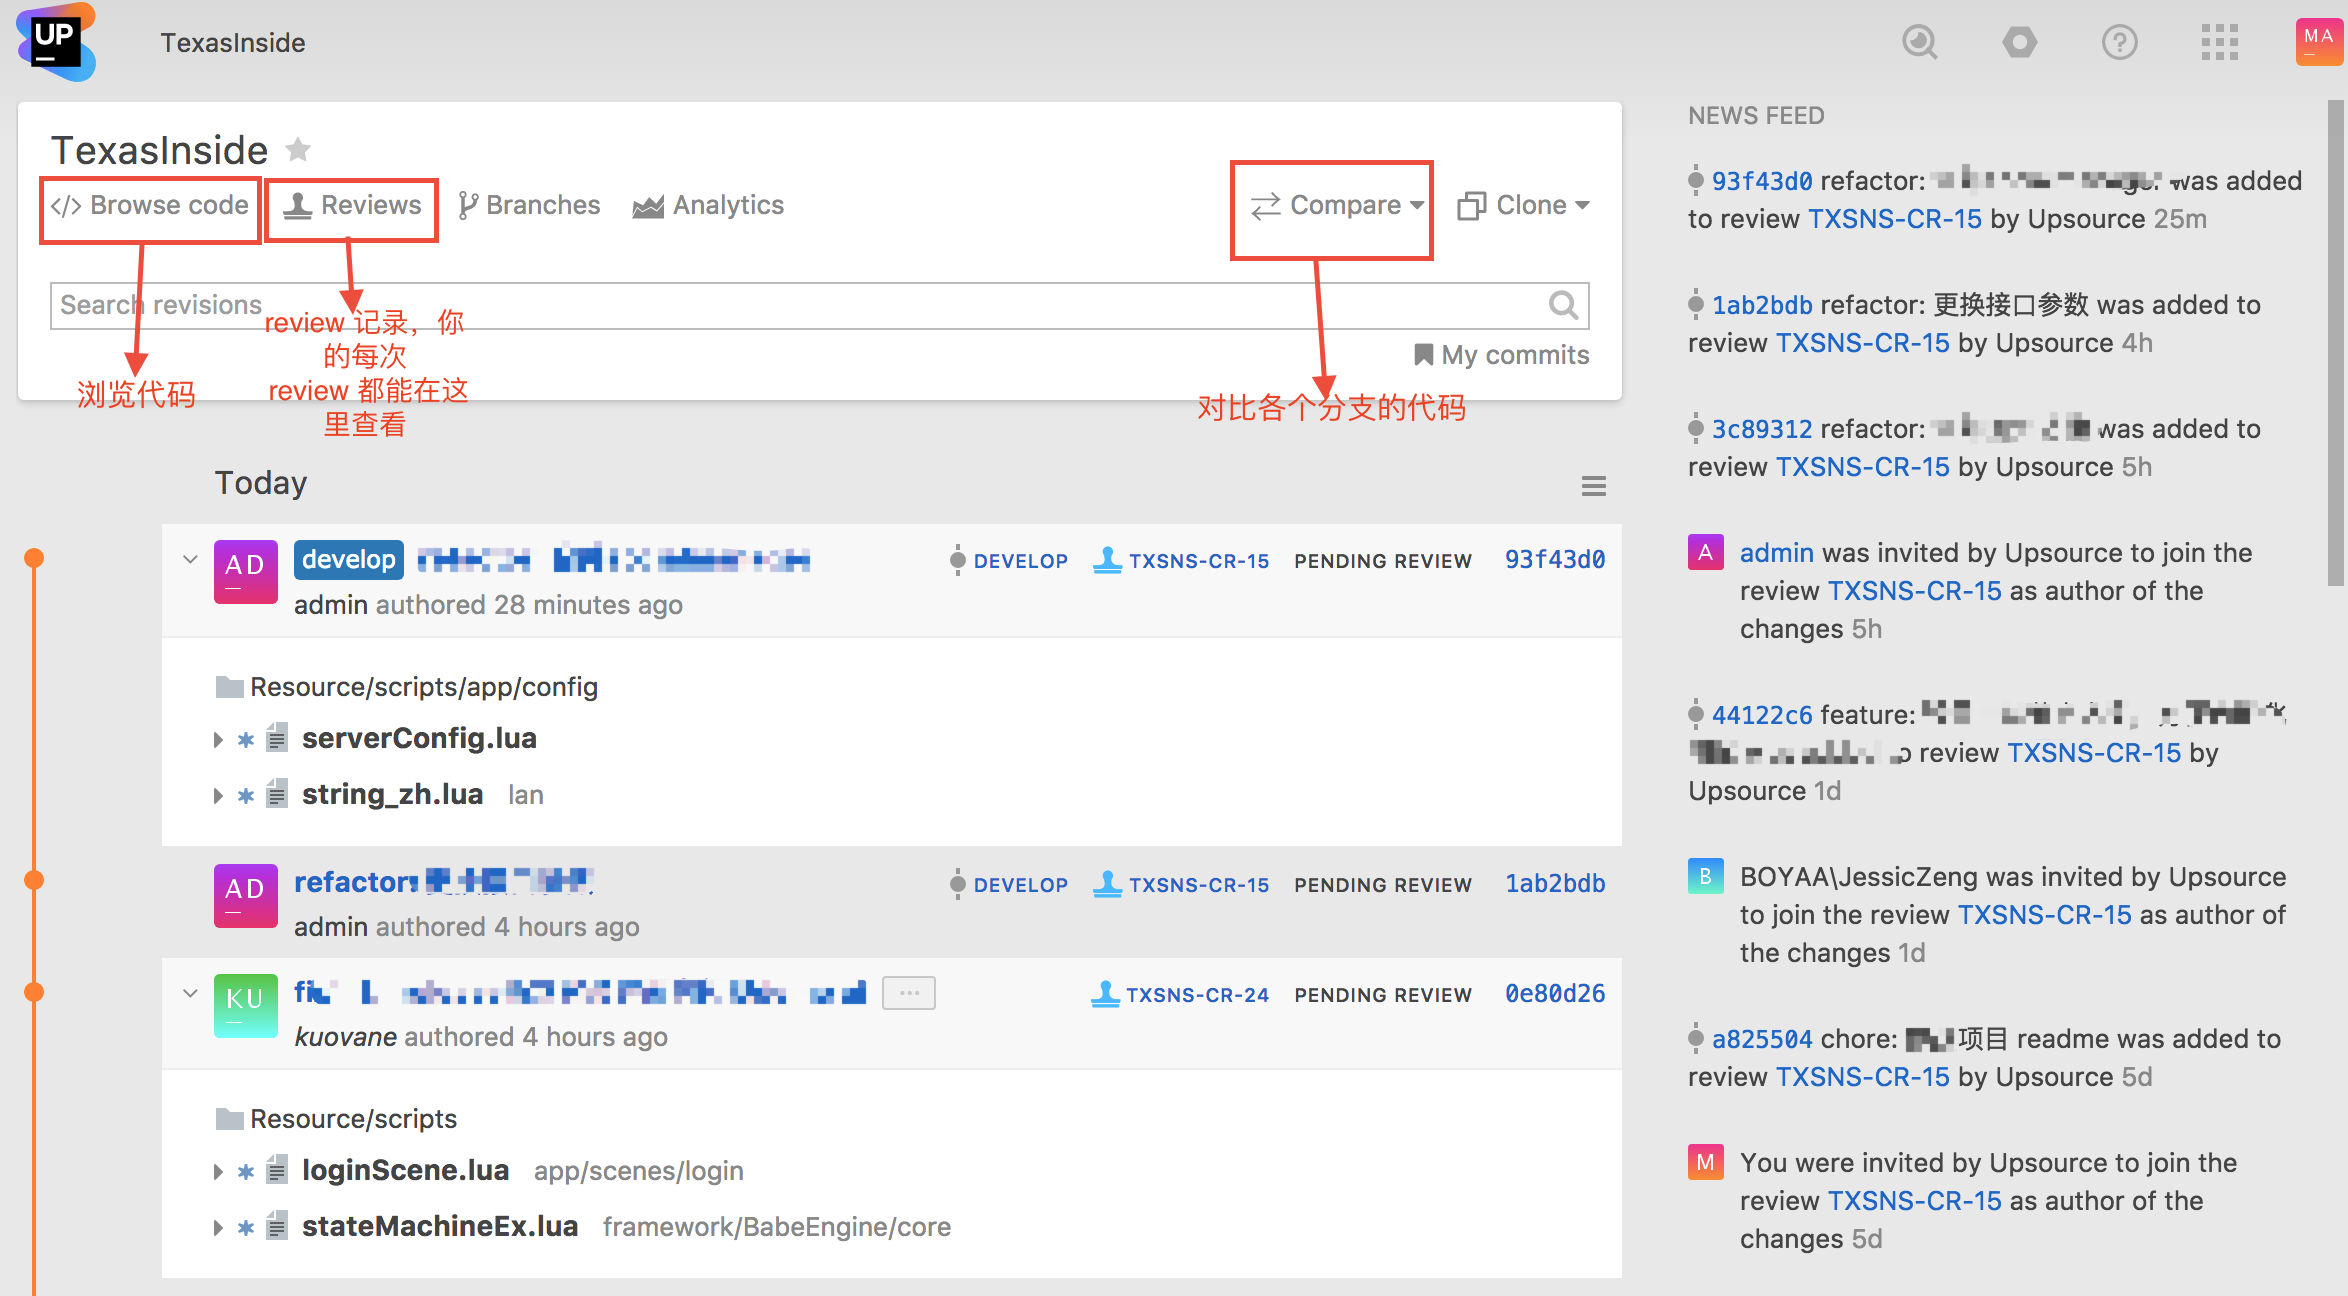 UP
TexasInside
MA
TexasInside
</> Browse code
Reviews
Branches
Analytics
Compare
Clone
Search revisions
My commits
浏览代码
review 记录，你
的每次
review 都能在这
里查看
对比各个分支的代码
Today
AD
develop
DEVELOP
TXSNS-CR-15
PENDING REVIEW
93f43d0
admin authored 28 minutes ago
Resource/scripts/app/config
serverConfig.lua
string_zh.lua lan
AD
refactor:
DEVELOP
TXSNS-CR-15
PENDING REVIEW
1ab2bdb
admin authored 4 hours ago
KU
...
TXSNS-CR-24
PENDING REVIEW
0e80d26
kuovane authored 4 hours ago
Resource/scripts
loginScene.lua app/scenes/login
stateMachineEx.lua framework/BabeEngine/core
NEWS FEED
93f43d0 refactor: was added
to review TXSNS-CR-15 by Upsource 25m
1ab2bdb refactor: 更换接口参数 was added to
review TXSNS-CR-15 by Upsource 4h
3c89312 refactor: was added to
review TXSNS-CR-15 by Upsource 5h
A
admin was invited by Upsource to join the
review TXSNS-CR-15 as author of the
changes 5h
44122c6 feature:
review TXSNS-CR-15 by
Upsource 1d
B
BOYAA\JessicZeng was invited by Upsource
to join the review TXSNS-CR-15 as author of
the changes 1d
a825504 chore: 项目 readme was added to
review TXSNS-CR-15 by Upsource 5d
M
You were invited by Upsource to join the
review TXSNS-CR-15 as author of the
changes 5d